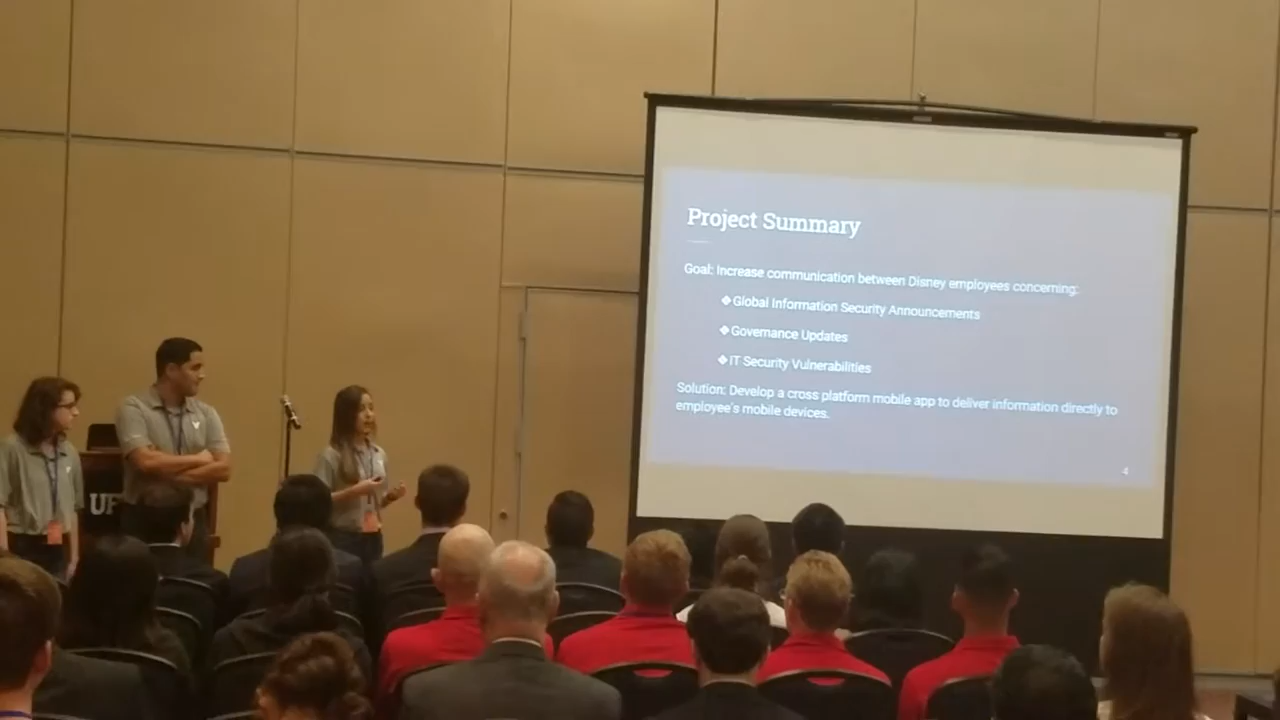 Project Summary
Goal: Increase communication between Disney employees concerning:
❖Global Information Security Announcements
❖Governance Updates
❖IT Security Vulnerabilities
Solution: Develop a cross platform mobile app to deliver information directly to
employee's mobile devices.
4
UF